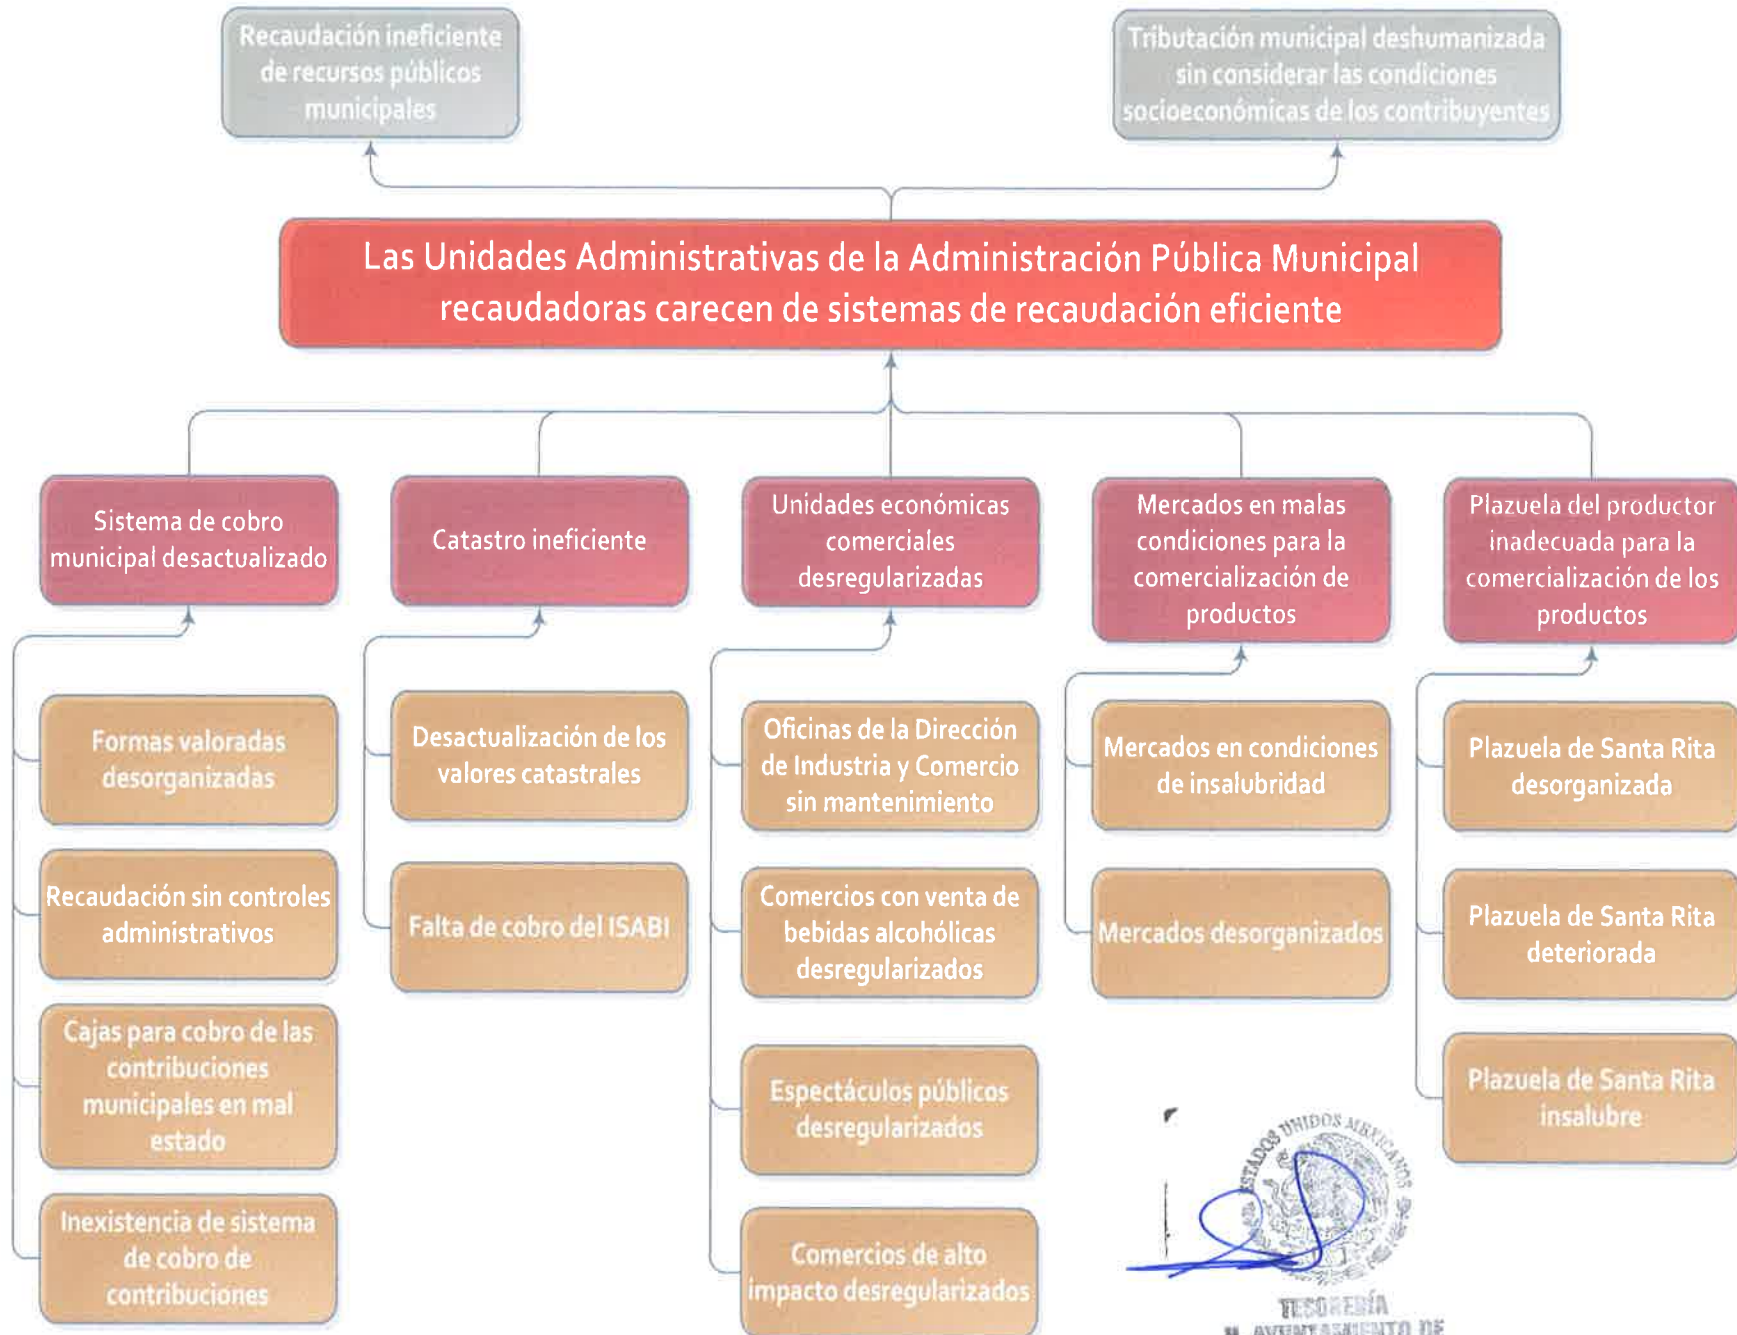 Recaudación ineficiente
de recursos públicos
municipales
Tributación municipal deshumanizada
sin considerar las condiciones
socioeconómicas de los contribuyentes
Las Unidades Administrativas de la Administración Pública Municipal
recaudadoras carecen de sistemas de recaudación eficiente
Sistema de cobro
municipal desactualizado
Catastro ineficiente
Unidades económicas
comerciales
desregularizadas
Mercados en malas
condiciones para la
comercialización de
productos
Plazuela del productor
inadecuada para la
comercialización de los
productos
Formas valoradas
desorganizadas
Recaudación sin controles
administrativos
Cajas para cobro de las
contribuciones
municipales en mal
estado
Inexistencia de sistema
de cobro de
contribuciones
Desactualización de los
valores catastrales
Falta de cobro del ISABI
Oficinas de la Dirección
de Industria y Comercio
sin mantenimiento
Comercios con venta de
bebidas alcohólicas
desregularizados
Espectáculos públicos
desregularizados
Comercios de alto
impacto desregularizados
Mercados en condiciones
de insalubridad
Mercados desorganizados
Plazuela de Santa Rita
desorganizada
Plazuela de Santa Rita
deteriorada
Plazuela de Santa Rita
insalubre
ESTADOS UNIDOS MEXICANOS
TESORERÍA
H. AYUNTAMIENTO DE